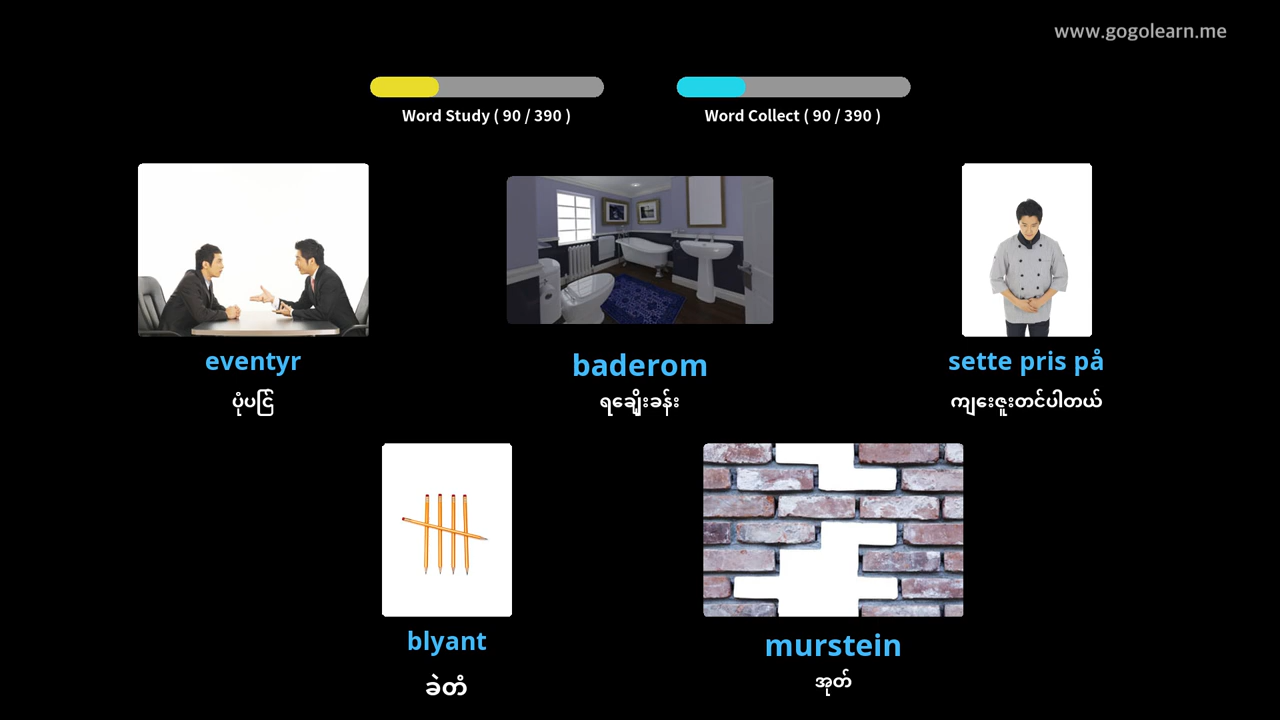 www.gogolearn.me
Word Study ( 90 / 390 )
Word Collect ( 90 / 390 )
eventyr
ပုံပြင်
baderom
ရေချိုးခန်း
sette pris på
ကျေးဇူးတင်ပါတယ်
blyant
ခဲတံ
murstein
အုတ်